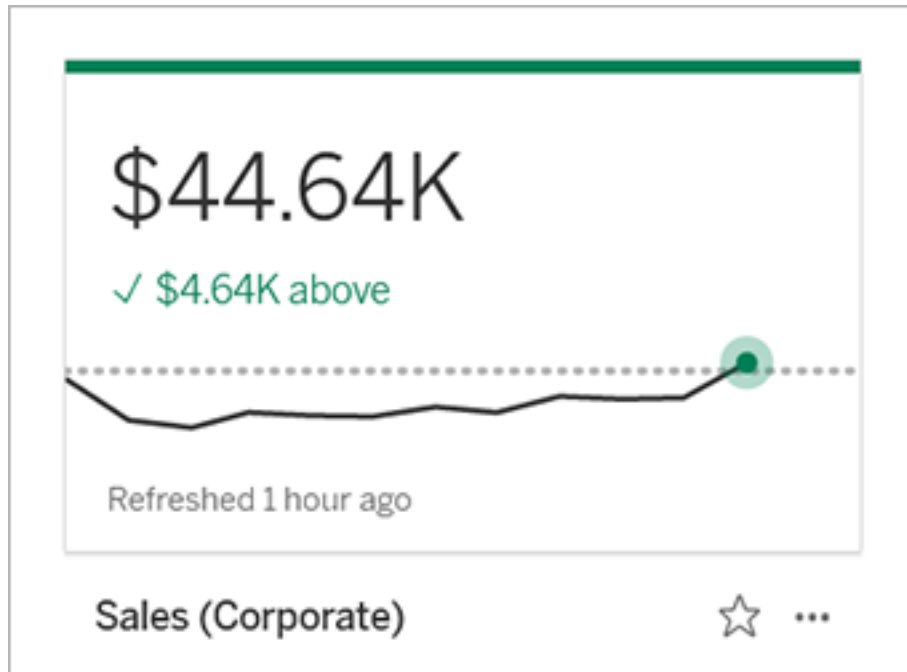 $44.64K
✓ $4.64K above
Refreshed 1 hour ago
Sales (Corporate)